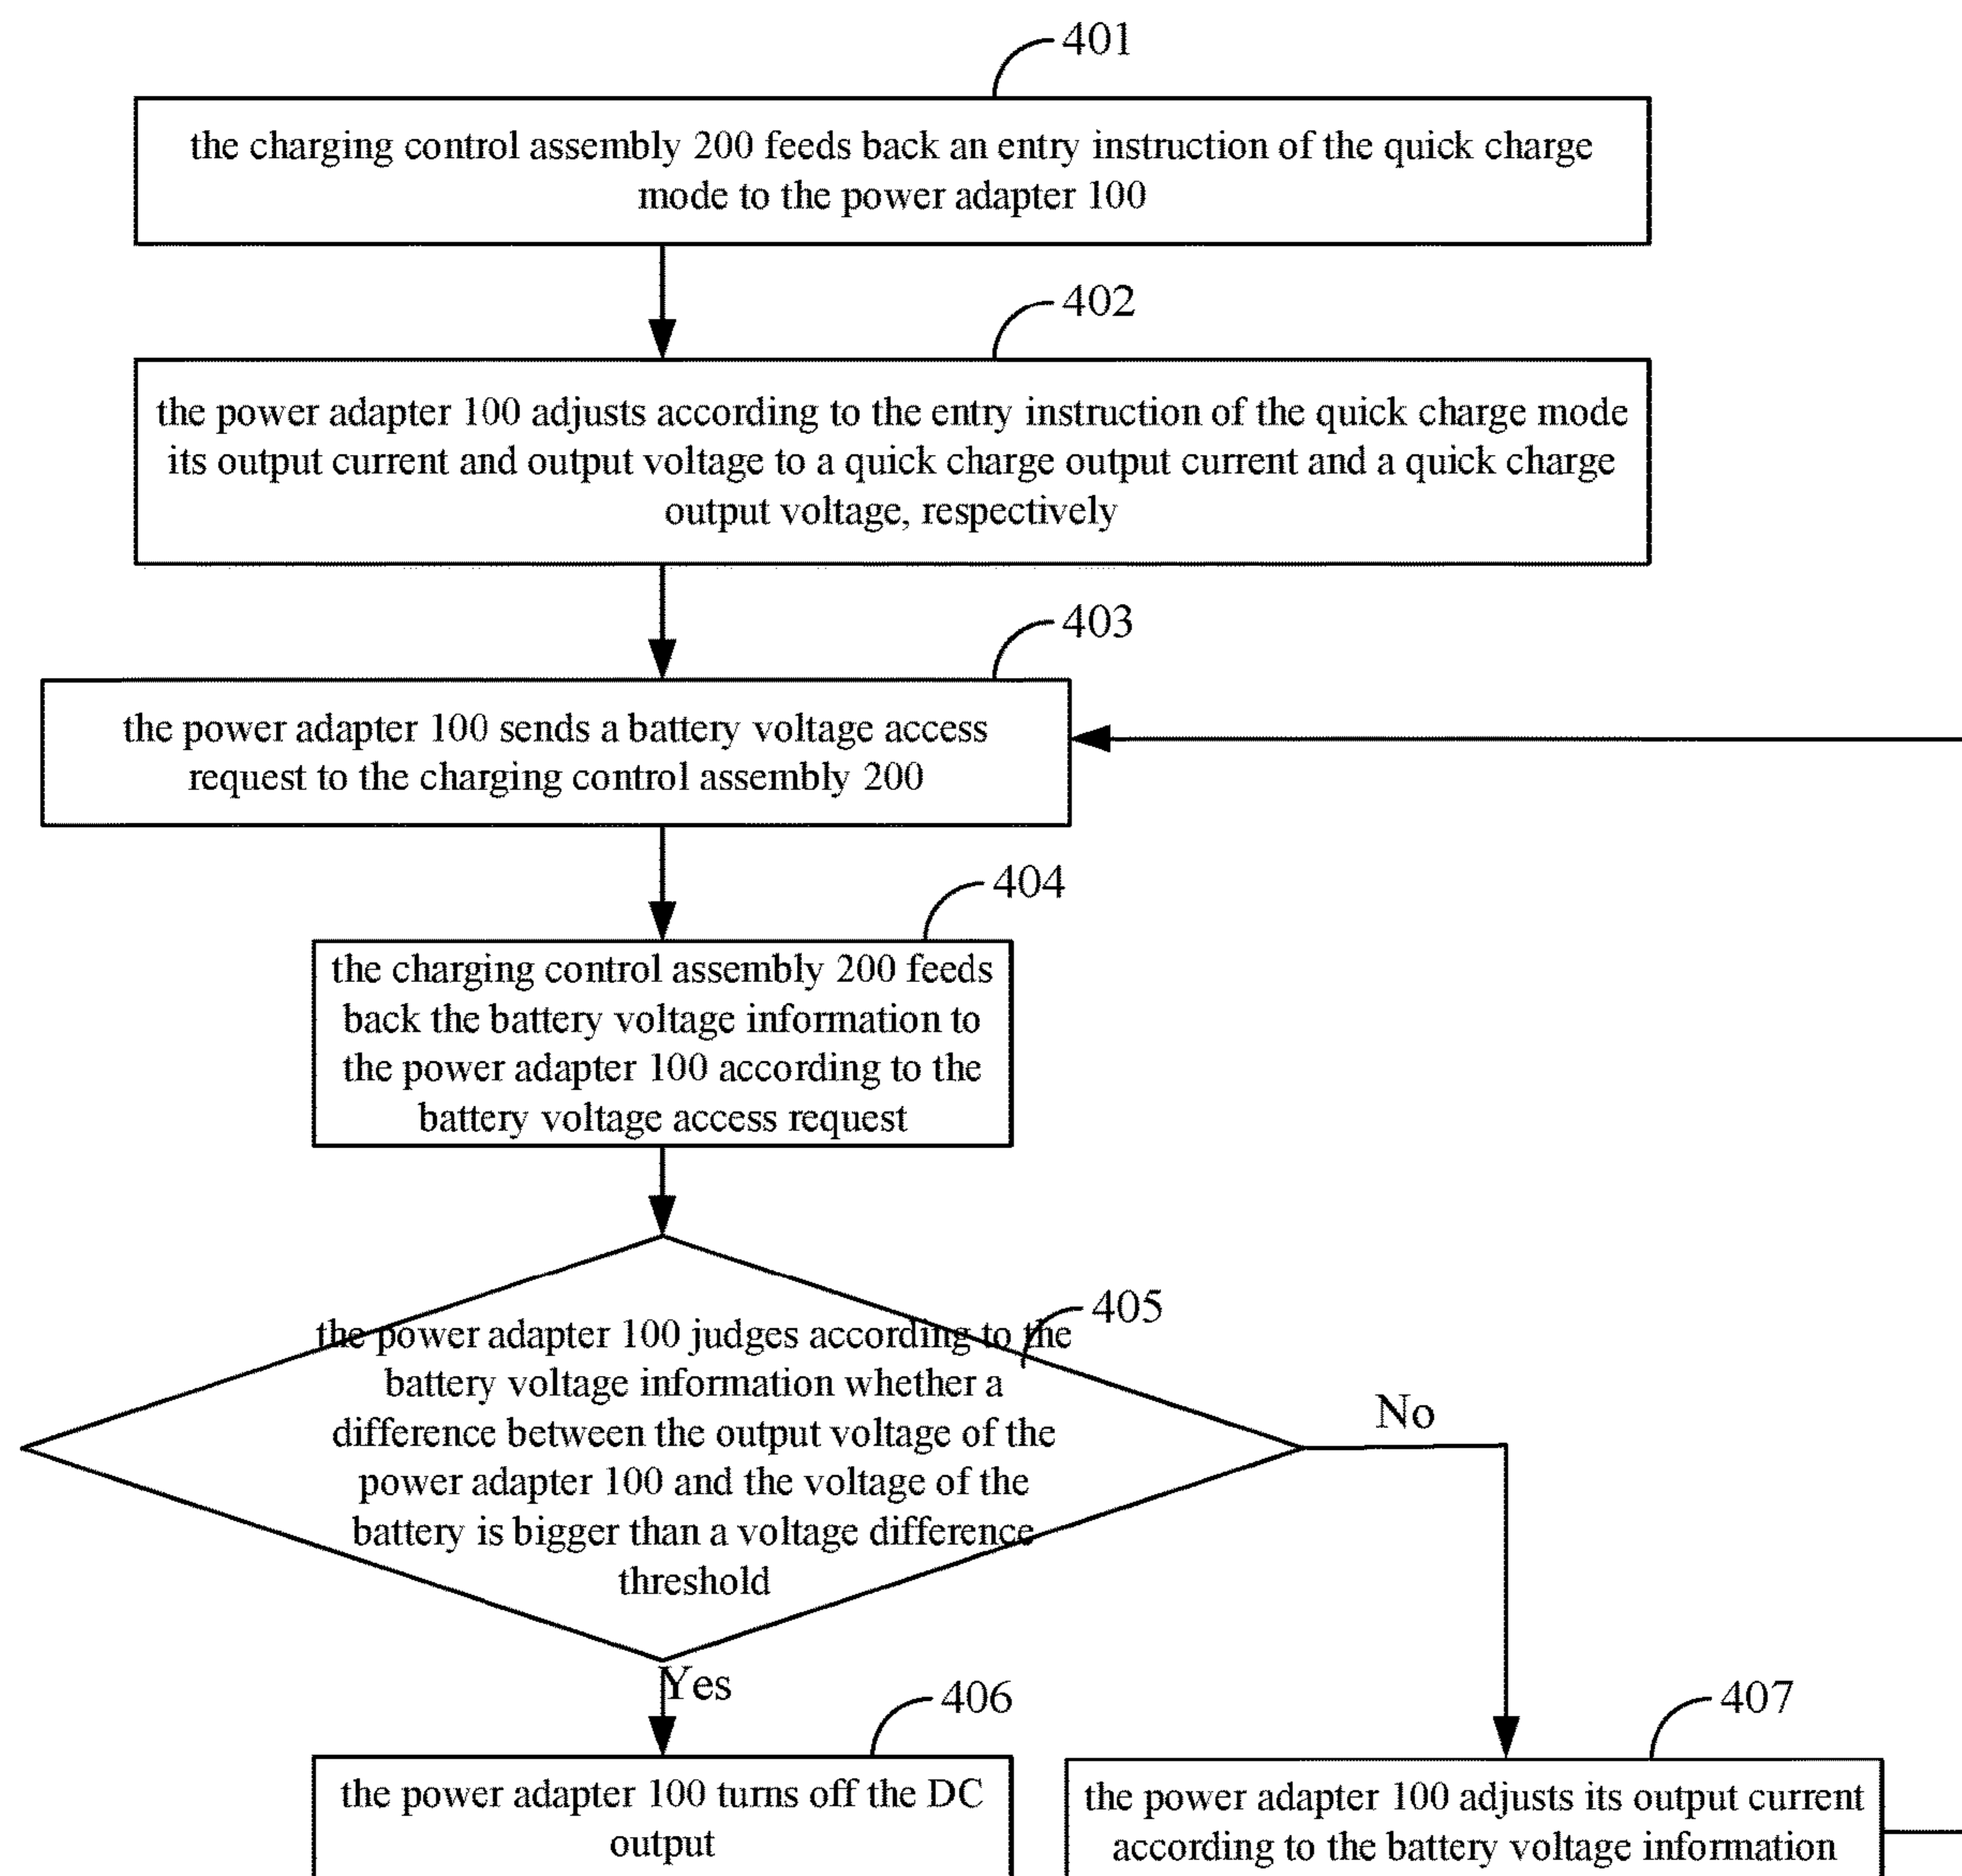 401
the charging control assembly 200 feeds back an entry instruction of the quick charge
mode to the power adapter 100
402
the power adapter 100 adjusts according to the entry instruction of the quick charge mode
its output current and output voltage to a quick charge output current and a quick charge
output voltage, respectively
403
the power adapter 100 sends a battery voltage access
request to the charging control assembly 200
404
the charging control assembly 200 feeds
back the battery voltage information to
the power adapter 100 according to the
battery voltage access request
405
the power adapter 100 judges according to the
battery voltage information whether a
difference between the output voltage of the
power adapter 100 and the voltage of the
battery is bigger than a voltage difference
threshold
No
Yes
406
the power adapter 100 turns off the DC
output
407
the power adapter 100 adjusts its output current
according to the battery voltage information